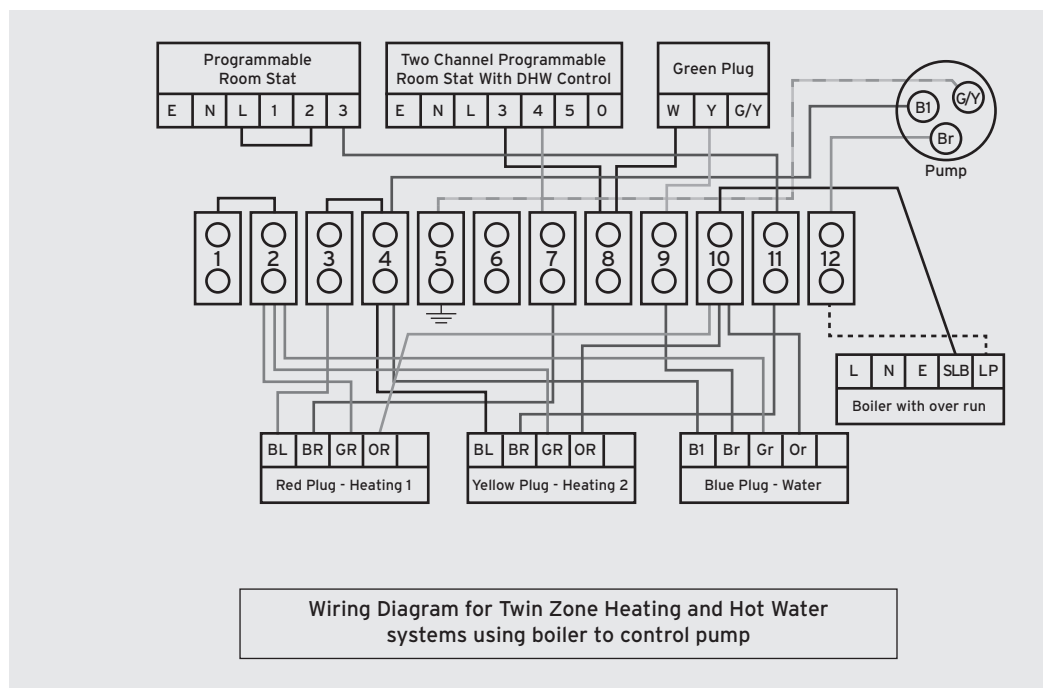 Programmable
Room Stat
E N L 1 2 3
Two Channel Programmable
Room Stat With DHW Control
E N L 3 4 5 0
Green Plug
W Y G/Y
B1
G/Y
Br
Pump
1 2 3 4 5 6 7 8 9 10 11 12
L N E SLB LP
Boiler with over run
BL BR GR OR
Red Plug - Heating 1
BL BR GR OR
Yellow Plug - Heating 2
B1 Br Gr Or
Blue Plug - Water
Wiring Diagram for Twin Zone Heating and Hot Water
systems using boiler to control pump